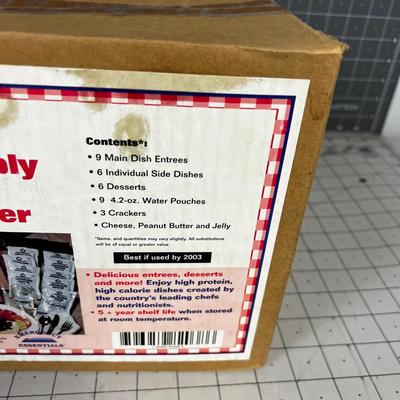 Contents*:
• 9 Main Dish Entrees
• 6 Individual Side Dishes
• 6 Desserts
• 9 4.2-oz. Water Pouches
• 3 Crackers
• Cheese, Peanut Butter and Jelly
*Items, and quantities may vary slightly. All substitutions
will be of equal or greater value.
Best if used by 2003
• Delicious entrees, desserts
and more! Enjoy high protein,
high calorie dishes created by
the country's leading chefs
and nutritionists.
• 5 + year shelf life when stored
at room temperature.
ESSENTIALS